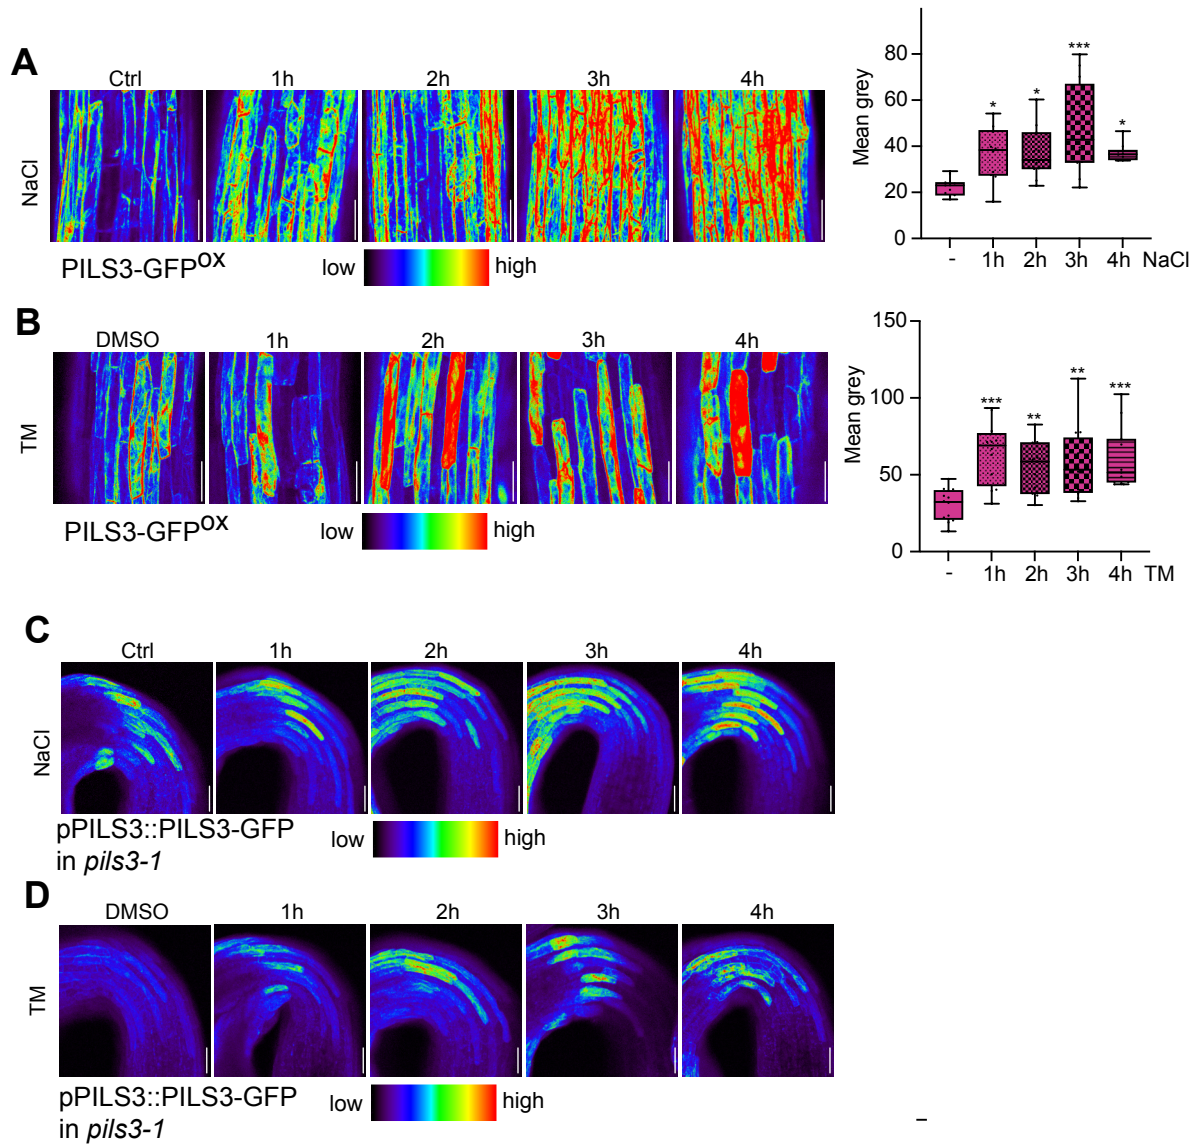 A
Ctrl 1h 2h 3h 4h
NaCl
PILS3-GFPOX
low high
Mean grey
80
60
40
20
0
* * *** *
- 1h 2h 3h 4h NaCl
B
DMSO 1h 2h 3h 4h
TM
PILS3-GFPOX
low high
Mean grey
150
100
50
0
*** ** ** ***
- 1h 2h 3h 4h TM
C
Ctrl 1h 2h 3h 4h
NaCl
pPILS3::PILS3-GFP
in pils3-1
low high
D
DMSO 1h 2h 3h 4h
TM
pPILS3::PILS3-GFP
in pils3-1
low high
–